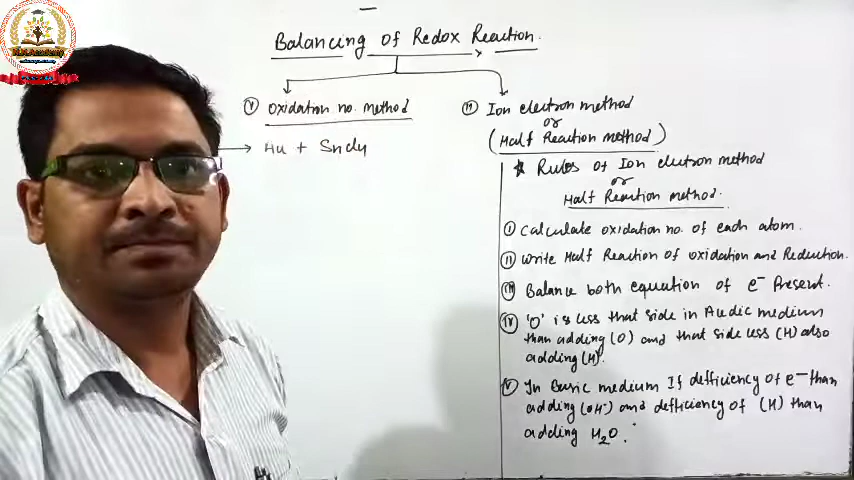 M.H.Academy
Balancing of Redox Reaction.
(I) Oxidation no. method
Hu + Sndy
(II) Ion electron method
or
(Half Reaction method)
* Rules of Ion electron method
or
Half Reaction method.
(I) Calculate oxidation no. of each atom.
(II) write Half Reaction of oxidation and Reduction.
(III) Balance both equation of e⁻ Present.
(IV) 'O' is less that side in Acidic medium
than adding (O) and that side less (H) also
adding (H).
(V) In Basic medium If defficiency of e⁻ than
adding (OH⁻) and defficiency of (H) than
adding H₂O.